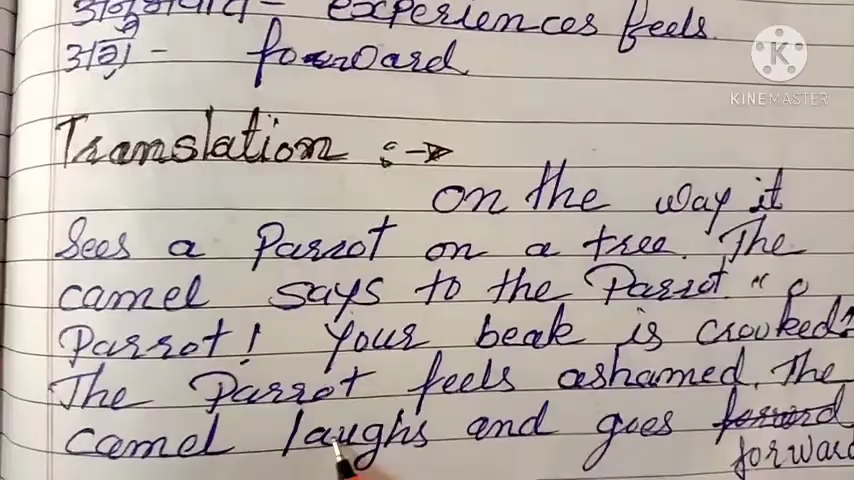 experiences feels.
KINEMASTER
forward
Translation :→
on the way it
Sees a Parrot on a tree. The
camel says to the Parrot "o
Parrot! Your beak is crooked"
The Parrot feels ashamed. The
camel laughs and goes forward
forward